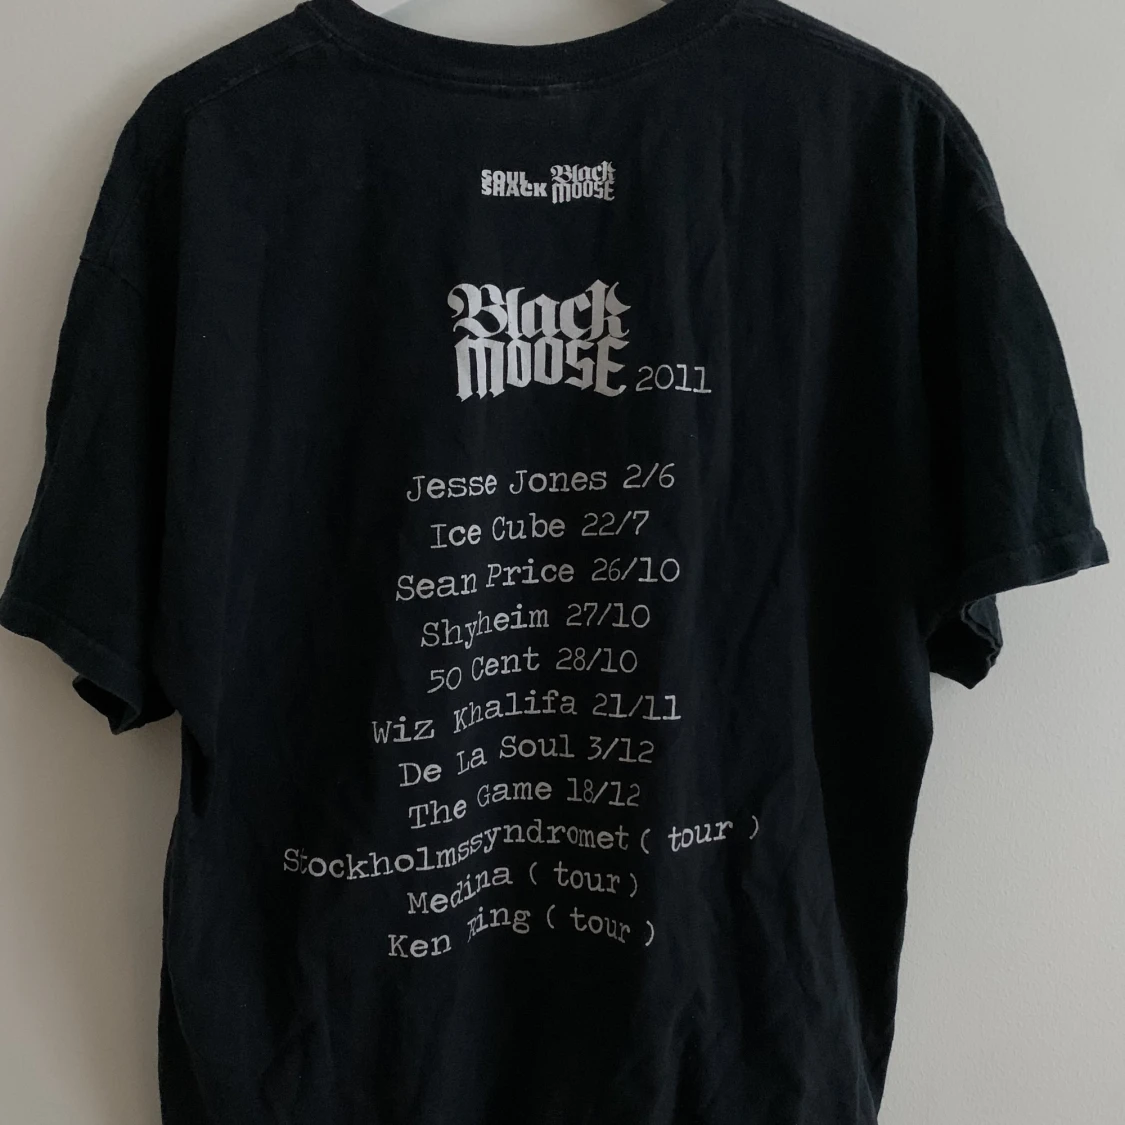 SOUL SHACK Black MOOSE
Black
MOOSE 2011
Jesse Jones 2/6
Ice Cube 22/7
Sean Price 26/10
Shyheim 27/10
50 Cent 28/10
Wiz Khalifa 21/11
De La Soul 3/12
The Game 18/12
Stockholmssyndromet ( tour )
Medina ( tour )
Ken Ring ( tour )